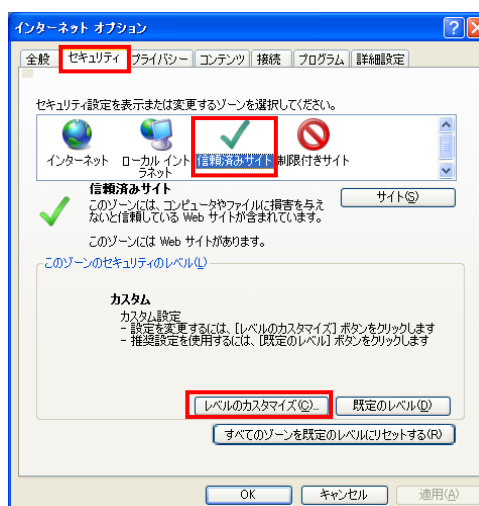 インターネット オプション
全般 セキュリティ プライバシー コンテンツ 接続 プログラム 詳細設定
セキュリティ設定を表示または変更するゾーンを選択してください。
インターネット ローカル イント 信頼済みサイト 制限付きサイト
ラネット
信頼済みサイト
サイト(S)
このゾーンには、コンピュータやファイルに損害を与え
ないと信頼している Web サイトが含まれています。
このゾーンには Web サイトがあります。
このゾーンのセキュリティのレベル(L)
カスタム
カスタム設定
- 設定を変更するには、[レベルのカスタマイズ] ボタンをクリックします
- 推奨設定を使用するには、[既定のレベル] ボタンをクリックします
レベルのカスタマイズ(C)... 既定のレベル(D)
すべてのゾーンを既定のレベルにリセットする(R)
OK キャンセル 適用(A)